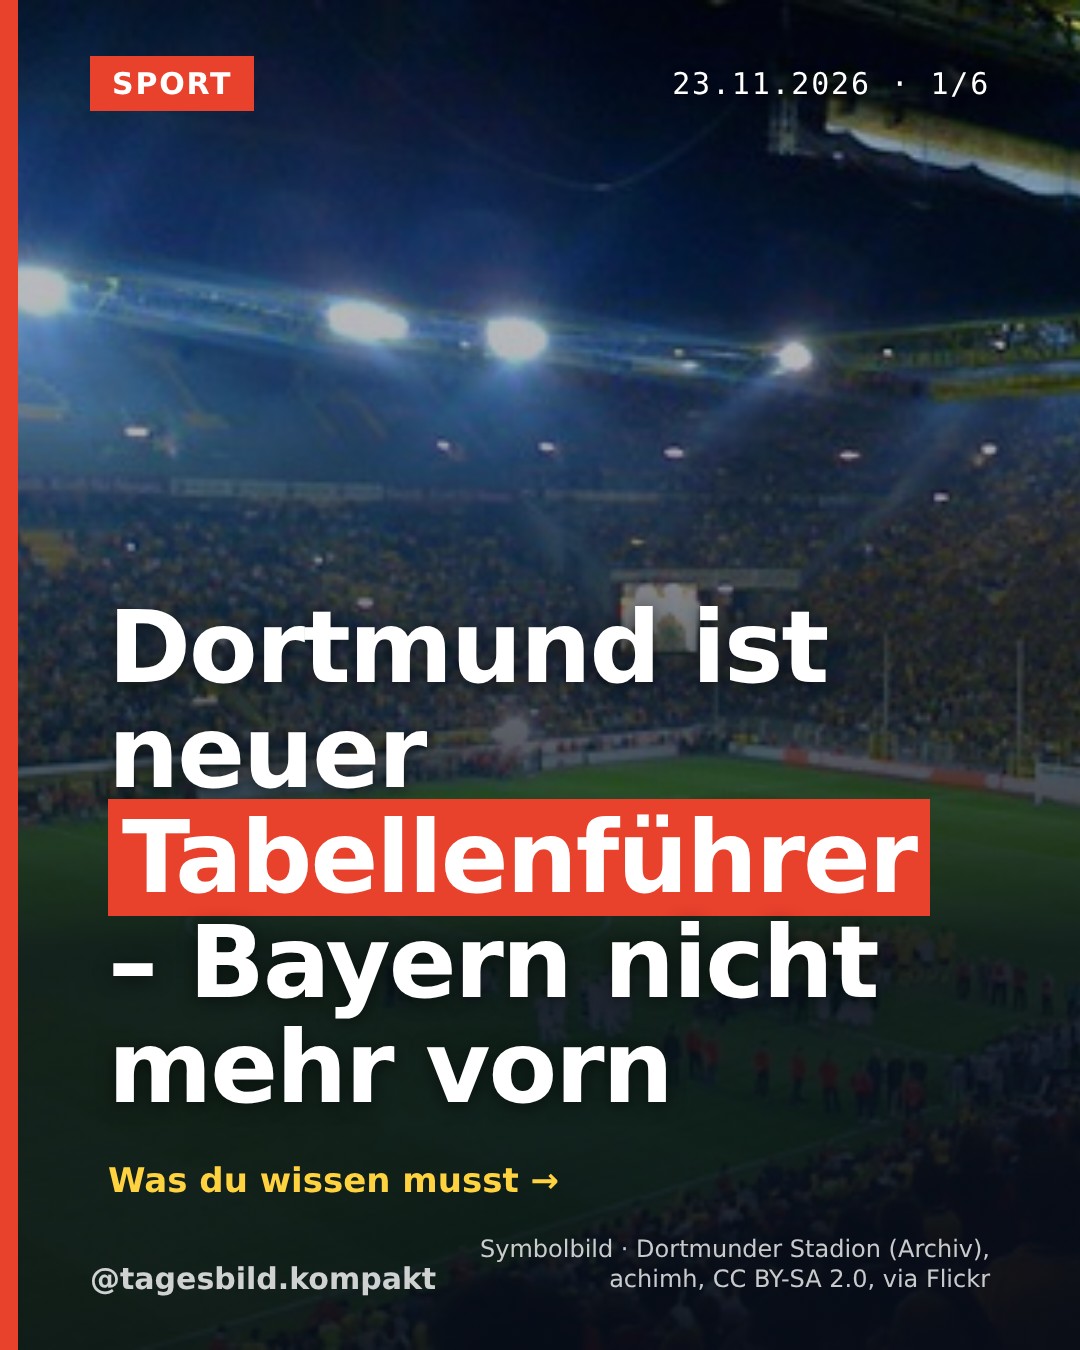 SPORT
23.11.2026 · 1/6
Dortmund ist
neuer
Tabellenführer
– Bayern nicht
mehr vorn
Was du wissen musst →
@tagesbild.kompakt
Symbolbild · Dortmunder Stadion (Archiv),
achimh, CC BY-SA 2.0, via Flickr